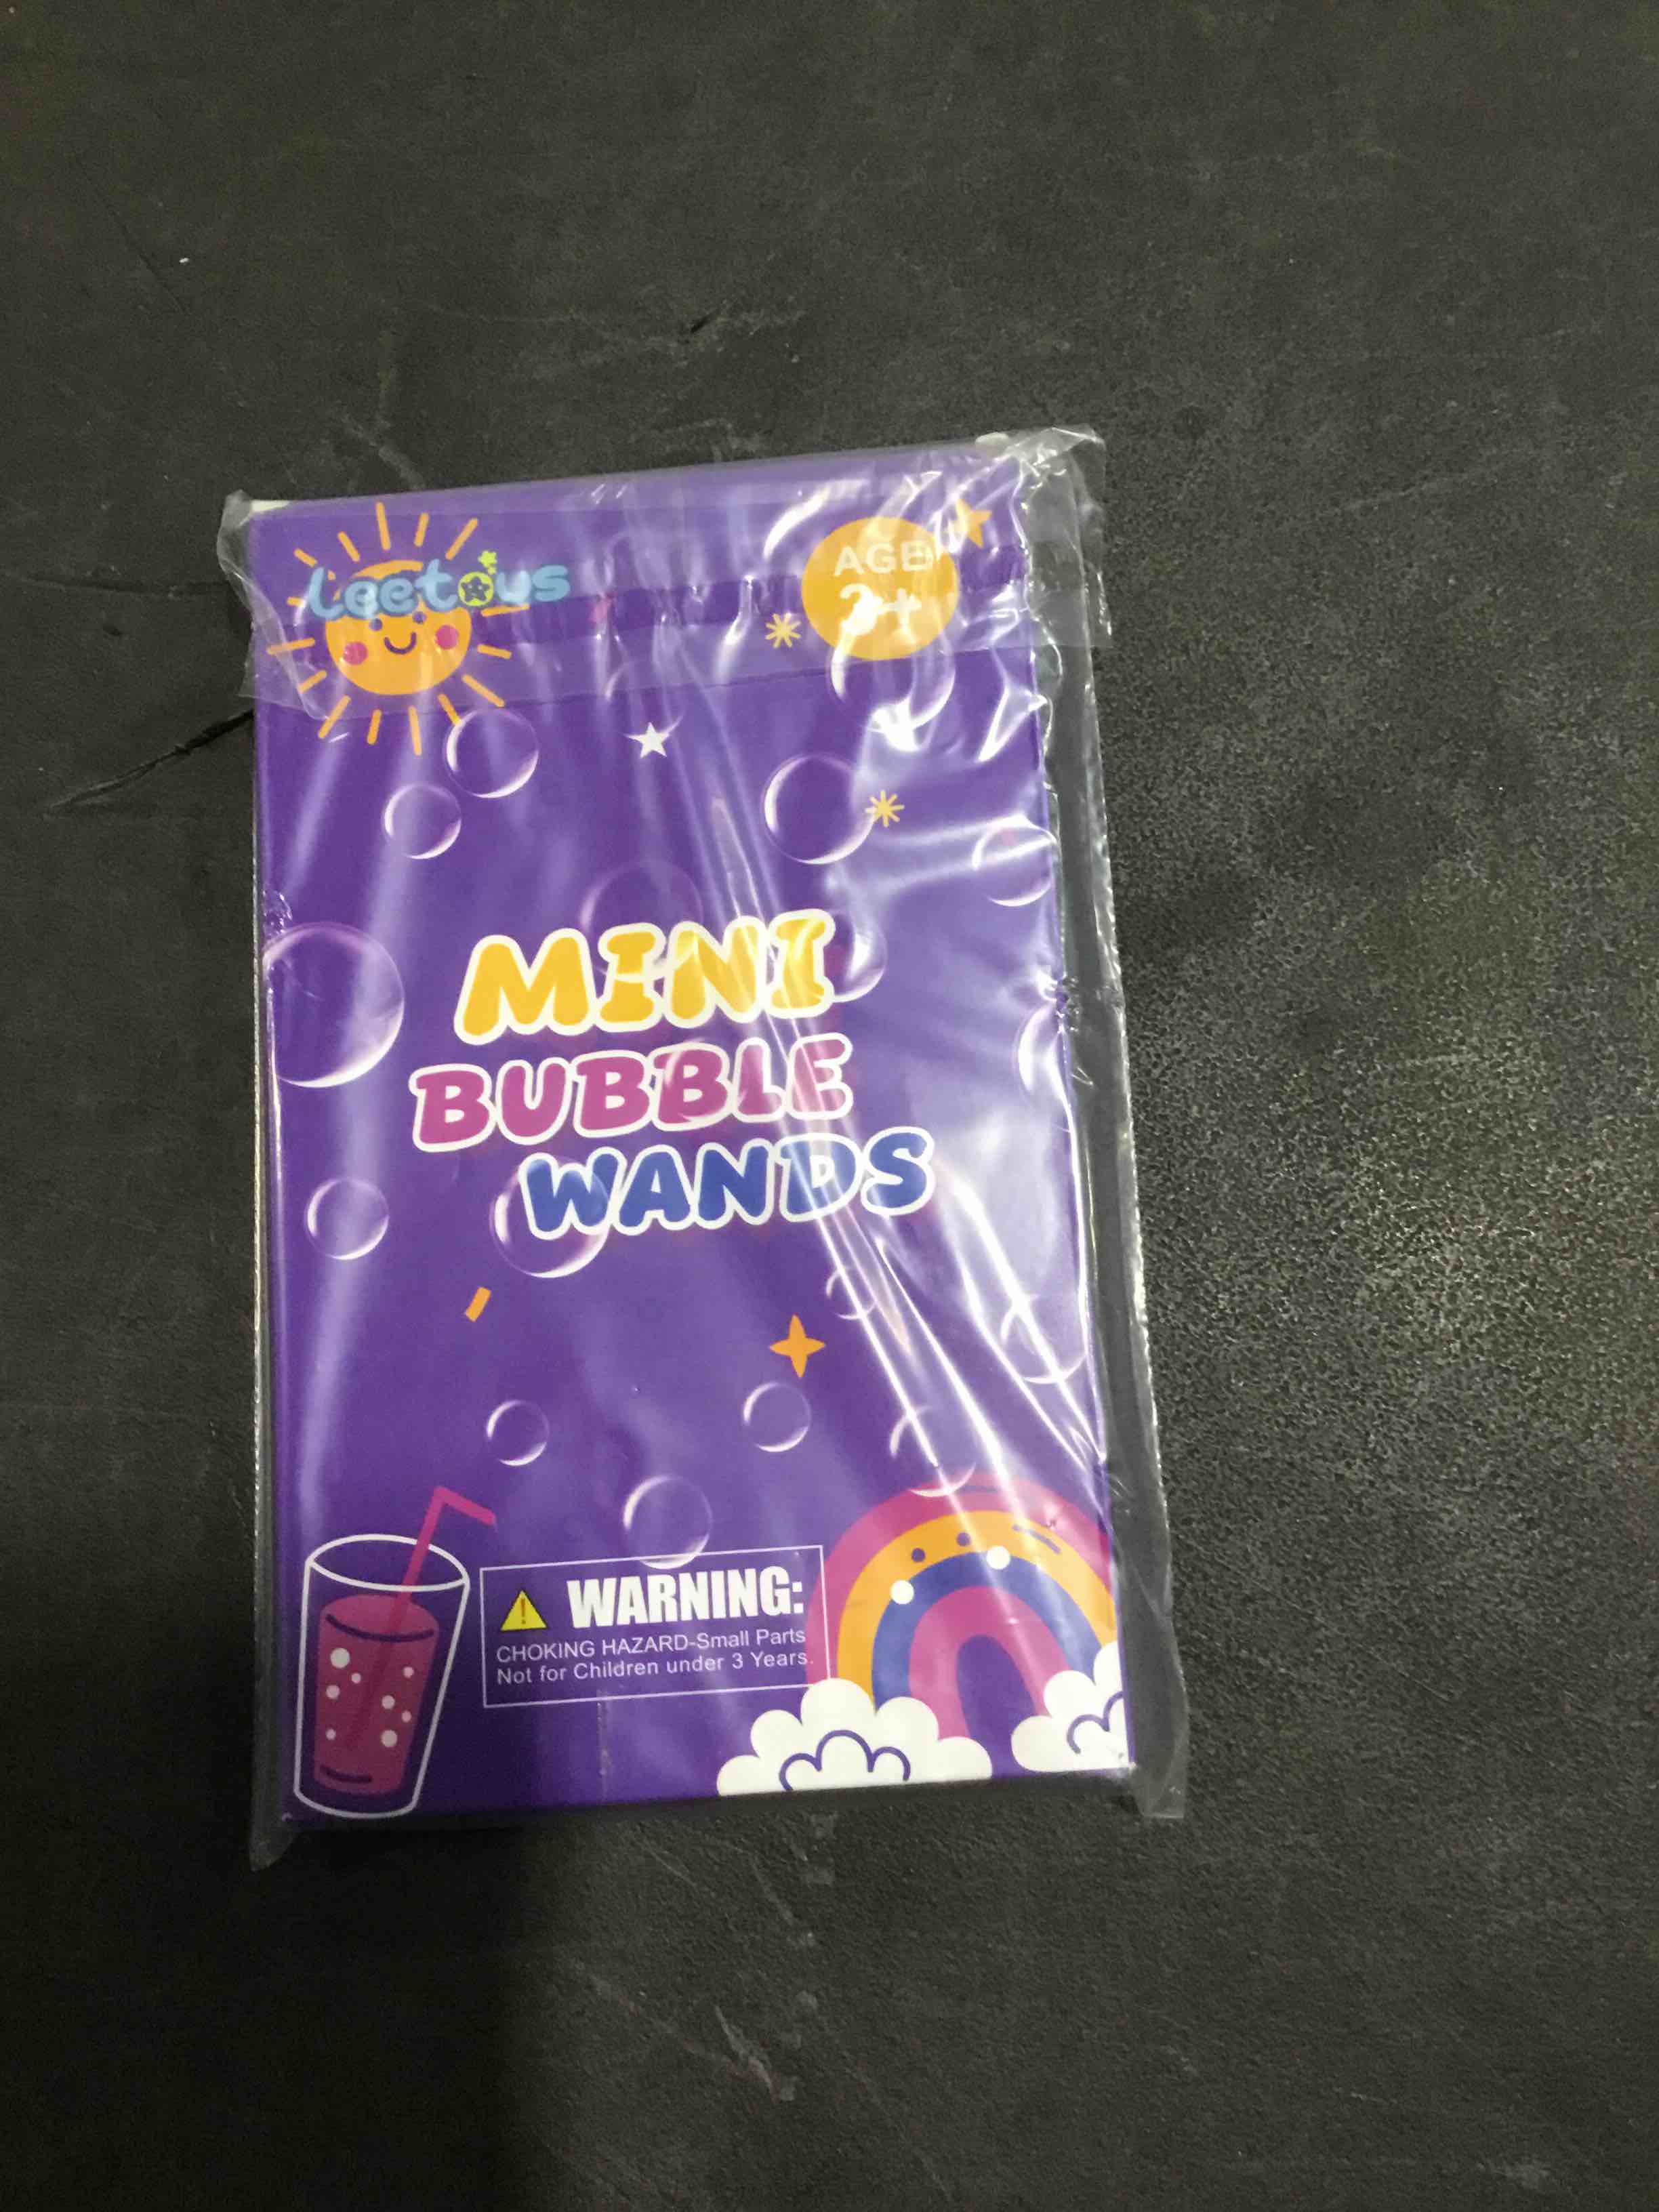 Leetous
AGE
3+
MINI
BUBBLE
WANDS
WARNING:
CHOKING HAZARD-Small Parts
Not for Children under 3 Years.